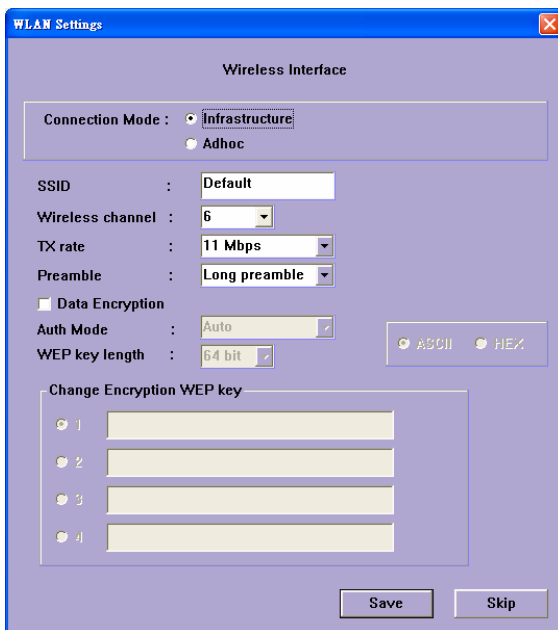 WLAN Settings
Wireless Interface
Connection Mode : Infrastructure
Adhoc
SSID : Default
Wireless channel : 6
TX rate : 11 Mbps
Preamble : Long preamble
Data Encryption
Auth Mode : Auto
WEP key length : 64 bit
ASCII HEX
Change Encryption WEP key
1
2
3
4
Save Skip